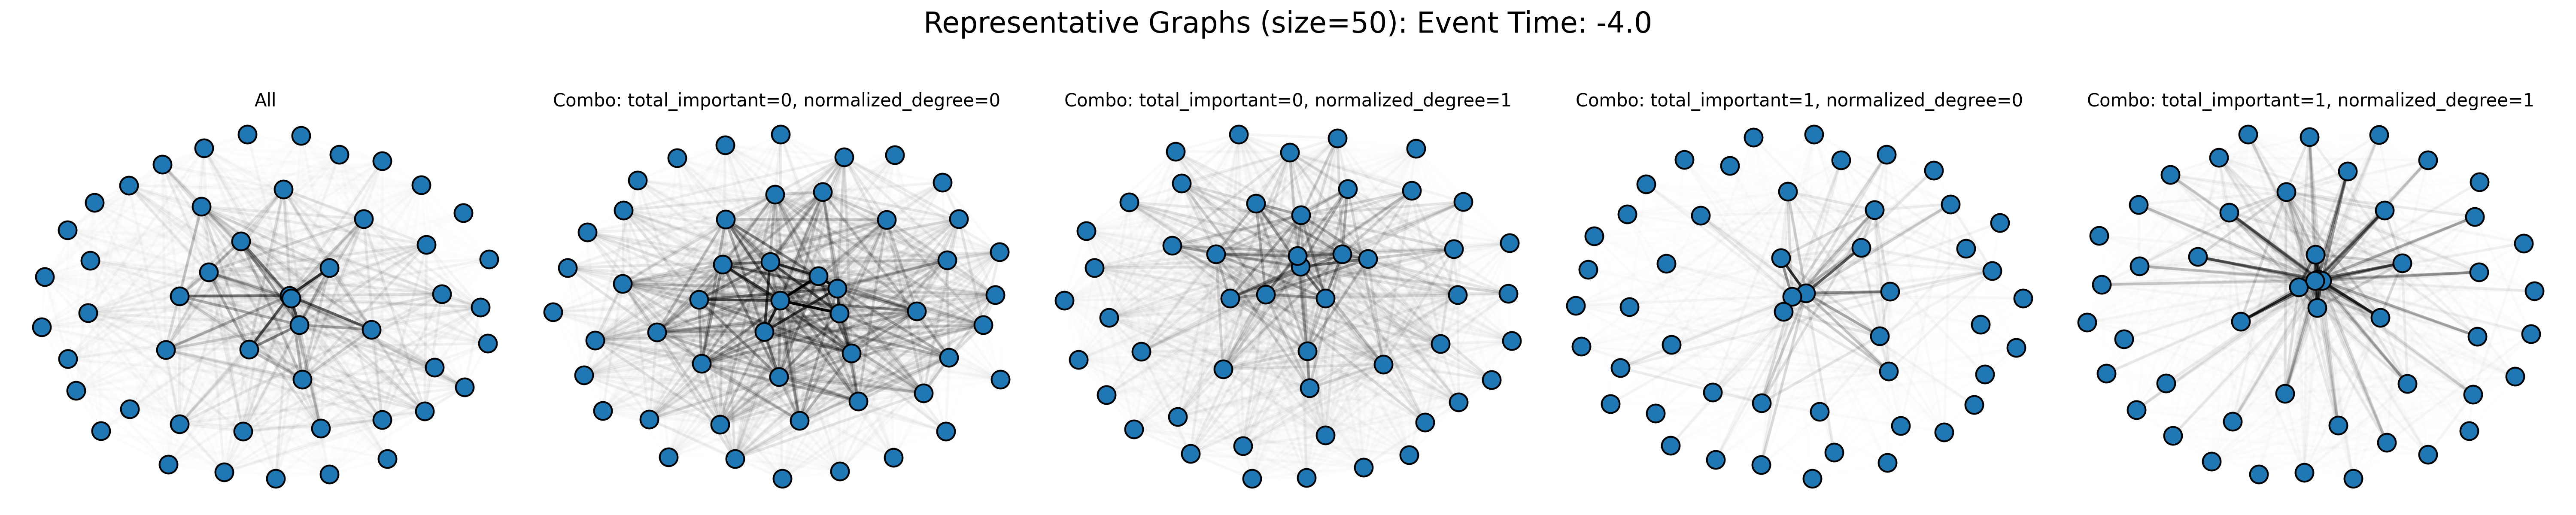 Representative Graphs (size=50): Event Time: -4.0
All
Combo: total_important=0, normalized_degree=0
Combo: total_important=0, normalized_degree=1
Combo: total_important=1, normalized_degree=0
Combo: total_important=1, normalized_degree=1